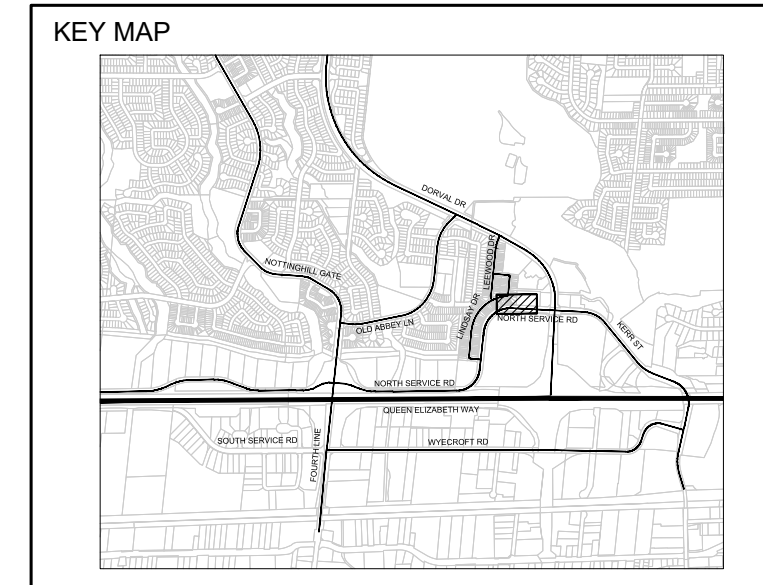 KEY MAP
DORVAL DR
LEEWOOD DR
NOTTINGHILL GATE
LINDSAY DR
OLD ABBEY LN
NORTH SERVICE RD
KERR ST
NORTH SERVICE RD
QUEEN ELIZABETH WAY
SOUTH SERVICE RD
FOURTH LINE
WYECROFT RD